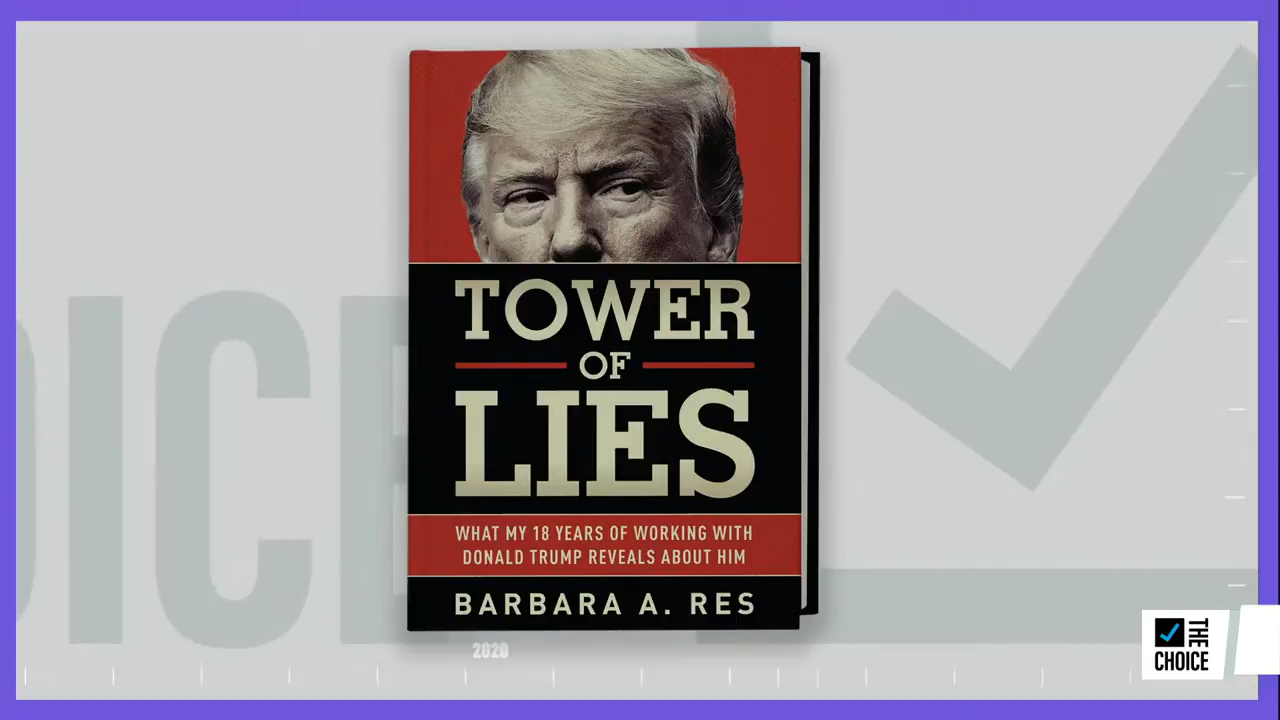 TOWER
OF
LIES
WHAT MY 18 YEARS OF WORKING WITH
DONALD TRUMP REVEALS ABOUT HIM
BARBARA A. RES
2020
OICE
THE
CHOICE